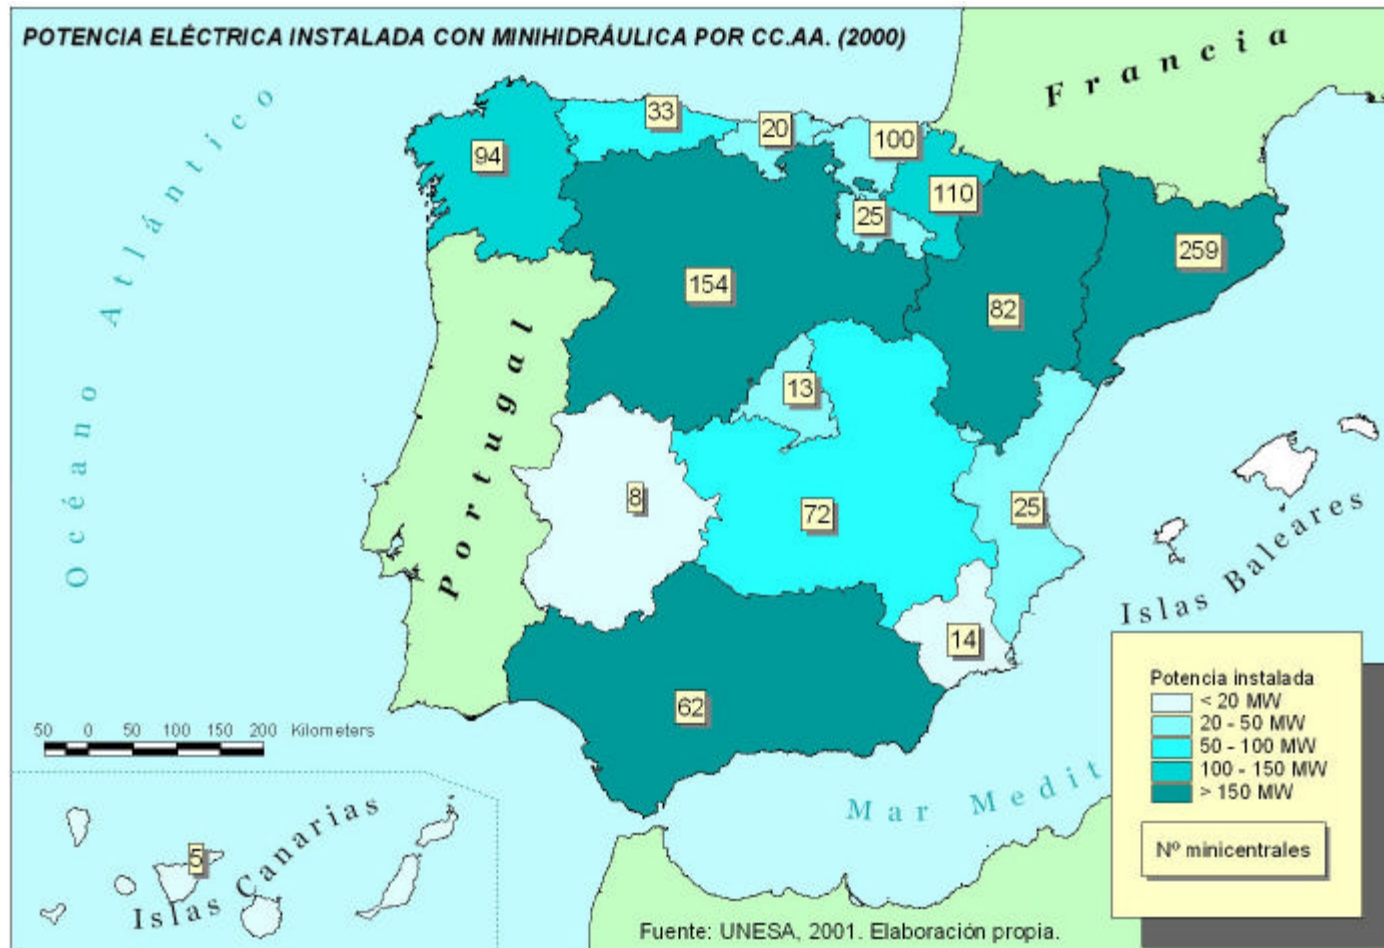 POTENCIA ELÉCTRICA INSTALADA CON MINIHIDRÁULICA POR CC.AA. (2000)
Francia
Océano Atlántico
33
20
100
94
110
25
259
154
82
13
Portugal
8
72
25
Islas Baleares
14
62
50 0 50 100 150 200 Kilometers
Mar Medit
Islas Canarias
5
Potencia instalada
< 20 MW
20 - 50 MW
50 - 100 MW
100 - 150 MW
> 150 MW
Nº minicentrales
Fuente: UNESA, 2001. Elaboración propia.